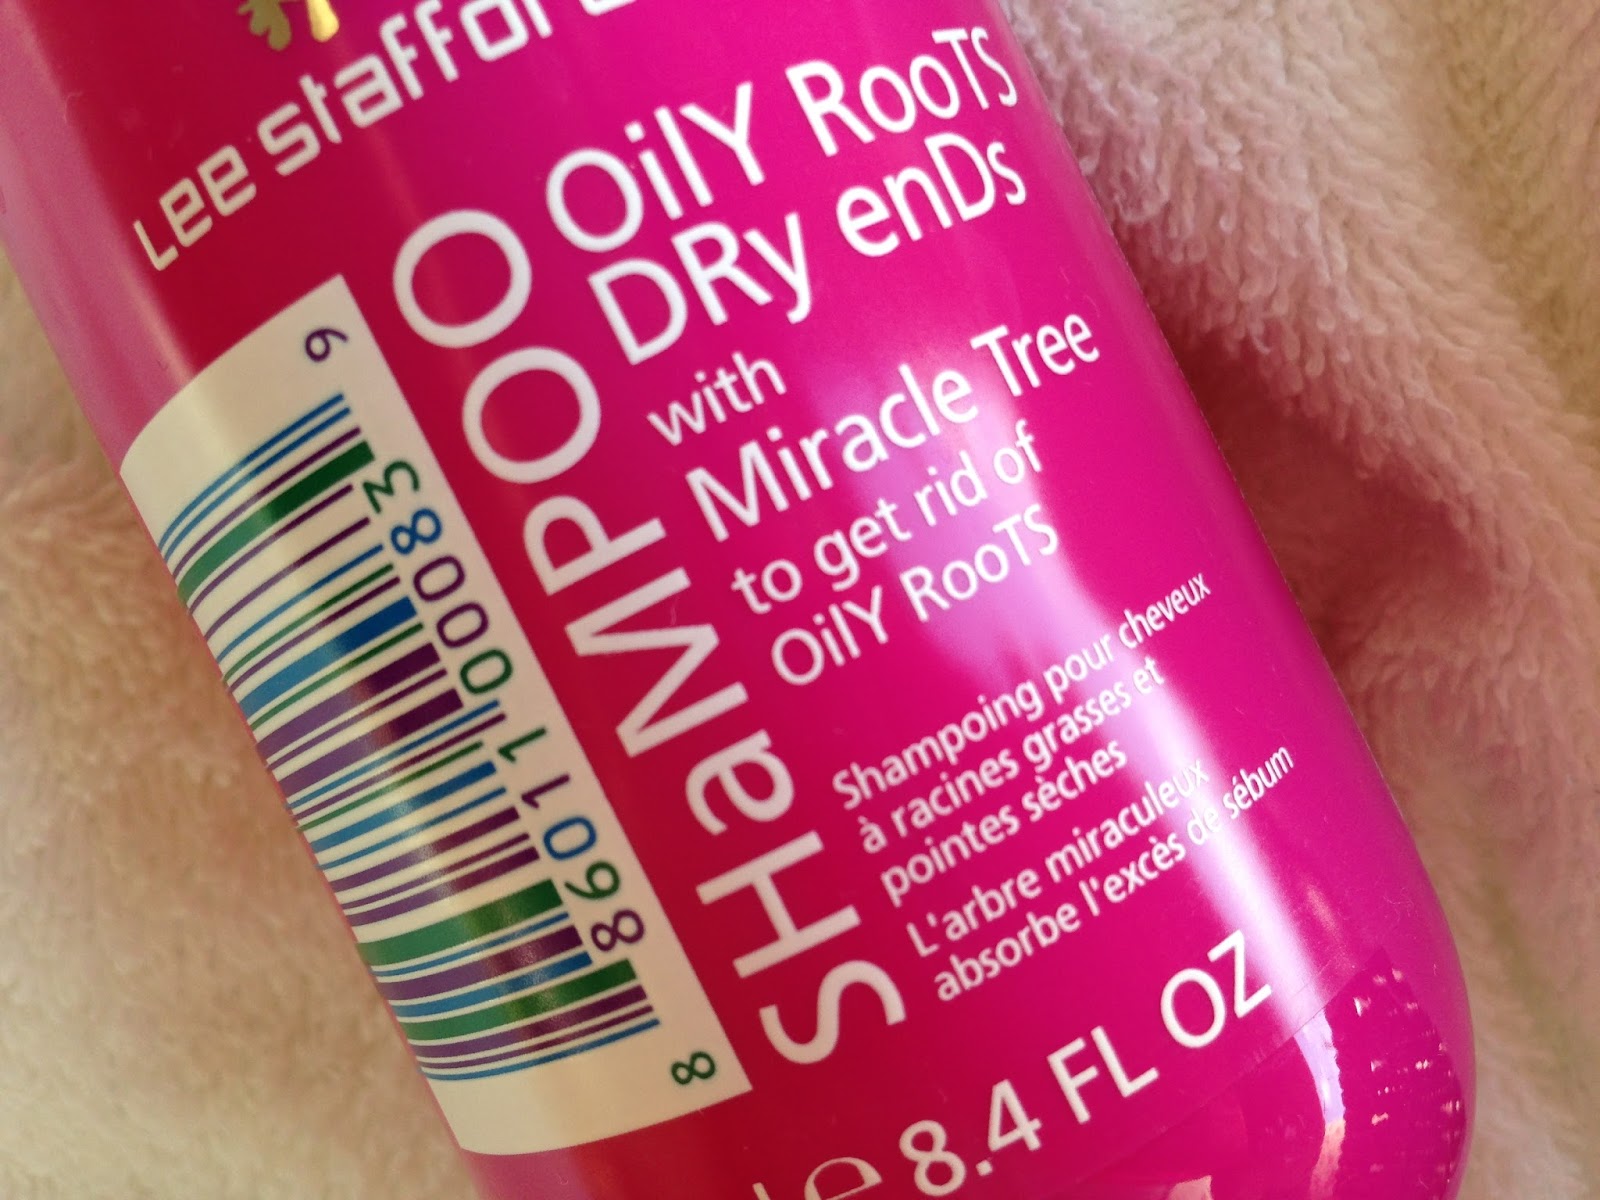 Lee Stafford
SHaMPOO
OilY RooTS
DRy enDs
with
Miracle Tree
to get rid of
OilY RooTS
Shampoing pour cheveux
à racines grasses et
pointes sèches
L'arbre miraculeux
absorbe l'excès de sébum
e 8.4 FL OZ
8 86011 00083 9